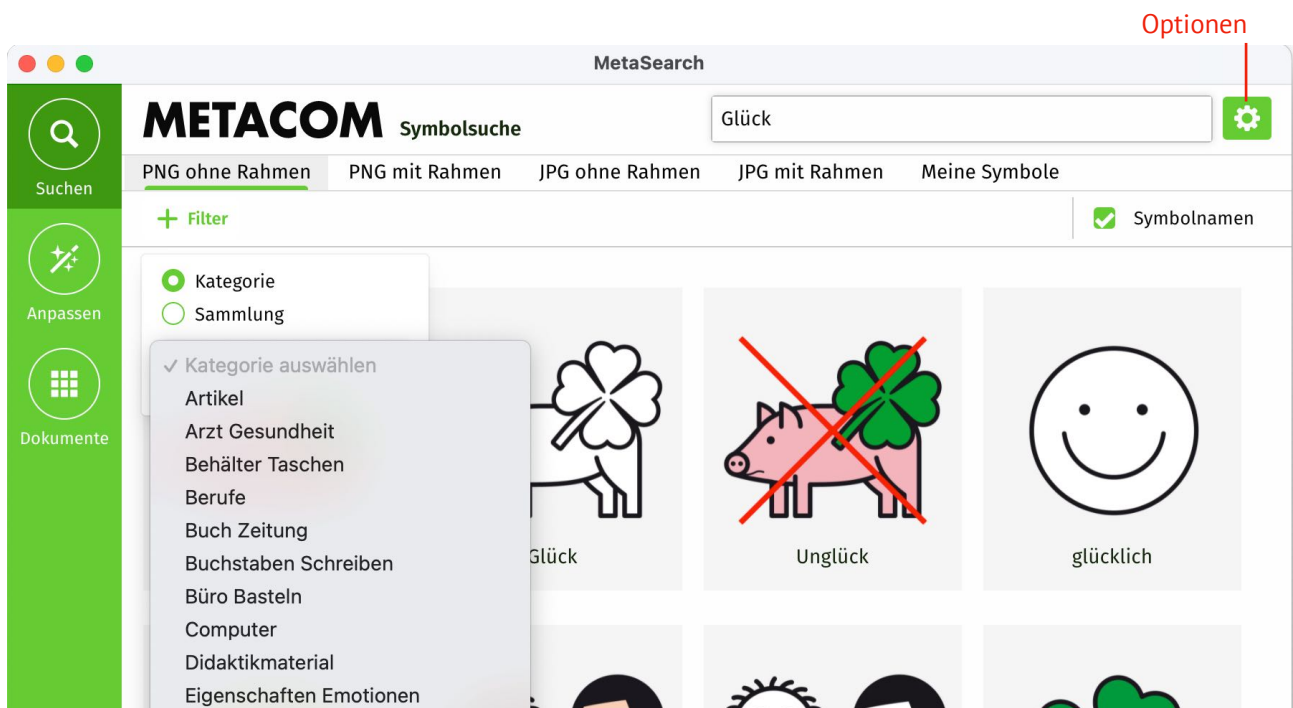 Optionen
MetaSearch
METACOM Symbolsuche
Glück
Suchen
PNG ohne Rahmen PNG mit Rahmen JPG ohne Rahmen JPG mit Rahmen Meine Symbole
+ Filter
Symbolnamen
Anpassen
Dokumente
Kategorie
Sammlung
✓ Kategorie auswählen
Artikel
Arzt Gesundheit
Behälter Taschen
Berufe
Buch Zeitung
Buchstaben Schreiben
Büro Basteln
Computer
Didaktikmaterial
Eigenschaften Emotionen
Glück
Unglück
glücklich